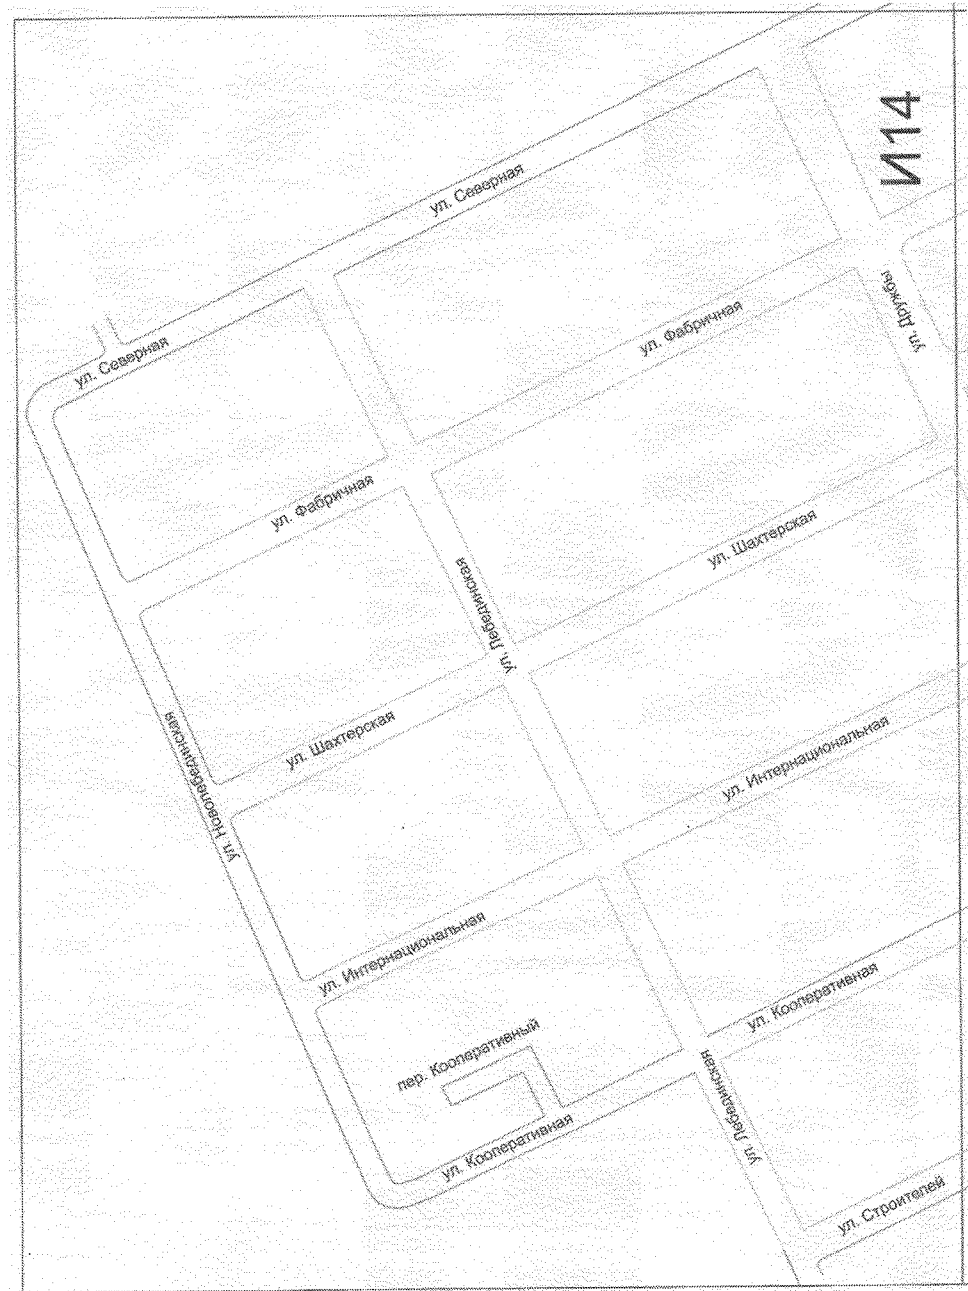 И14
ул. Северная
ул. Северная
ул. Дружбы
ул. Фабричная
ул. Фабричная
ул. Шахтерская
ул. Лебединская
ул. Шахтерская
ул. Новолебединская
ул. Интернациональная
ул. Интернациональная
ул. Кооперативная
пер. Кооперативный
ул. Кооперативная
ул. Лебединская
ул. Строителей